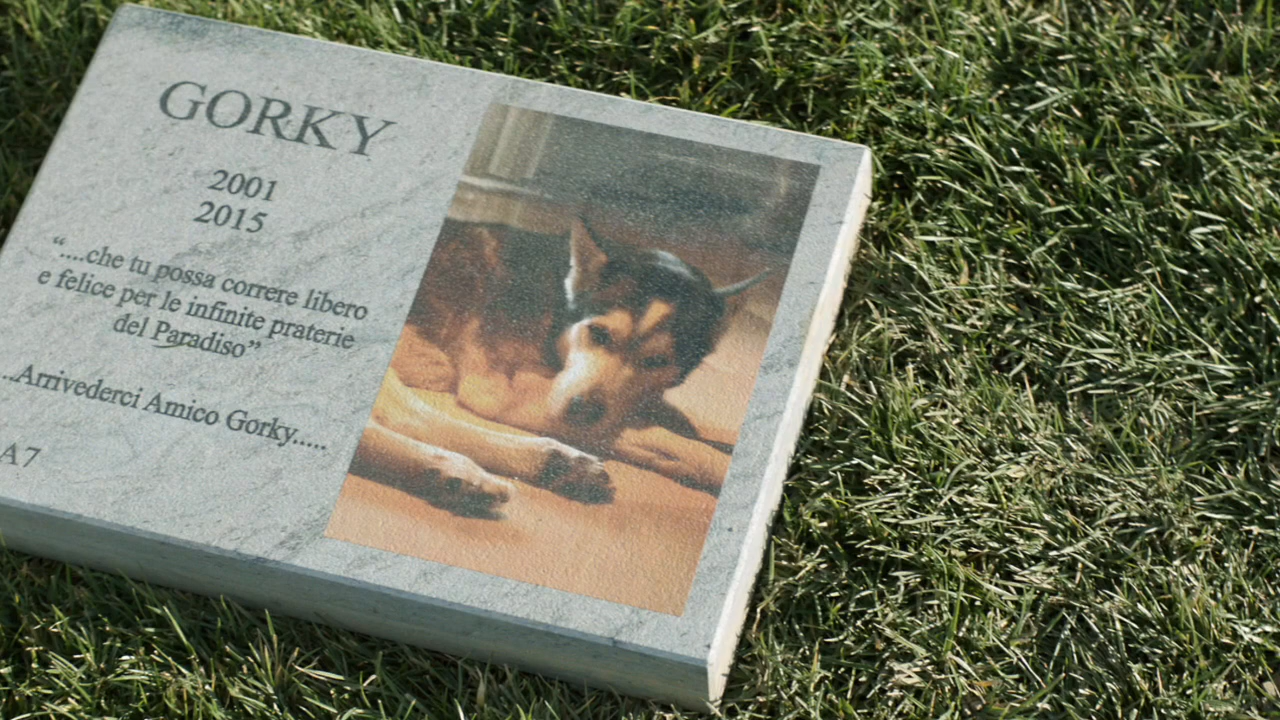 GORKY
2001
2015
“....che tu possa correre libero
e felice per le infinite praterie
del Paradiso”
..Arrivederci Amico Gorky.....
A7